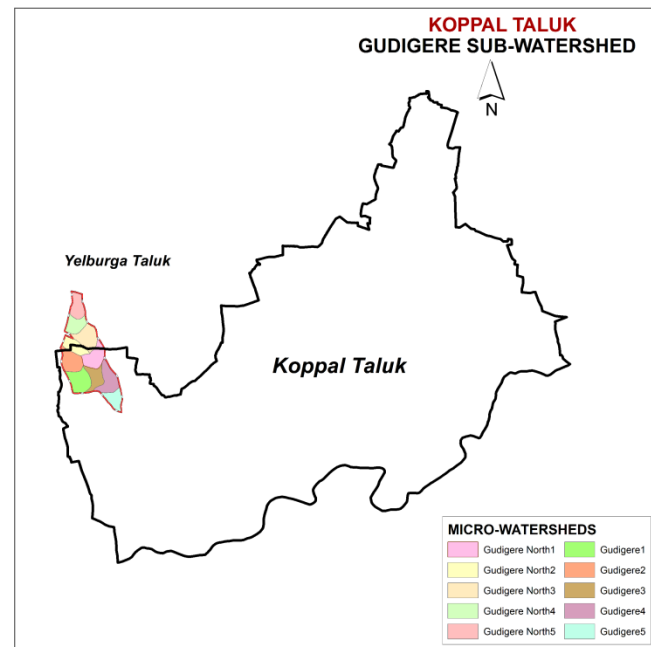 KOPPAL TALUK
GUDIGERE SUB-WATERSHED
N
Yelburga Taluk
Koppal Taluk
MICRO-WATERSHEDS
Gudigere North1
Gudigere1
Gudigere North2
Gudigere2
Gudigere North3
Gudigere3
Gudigere North4
Gudigere4
Gudigere North5
Gudigere5